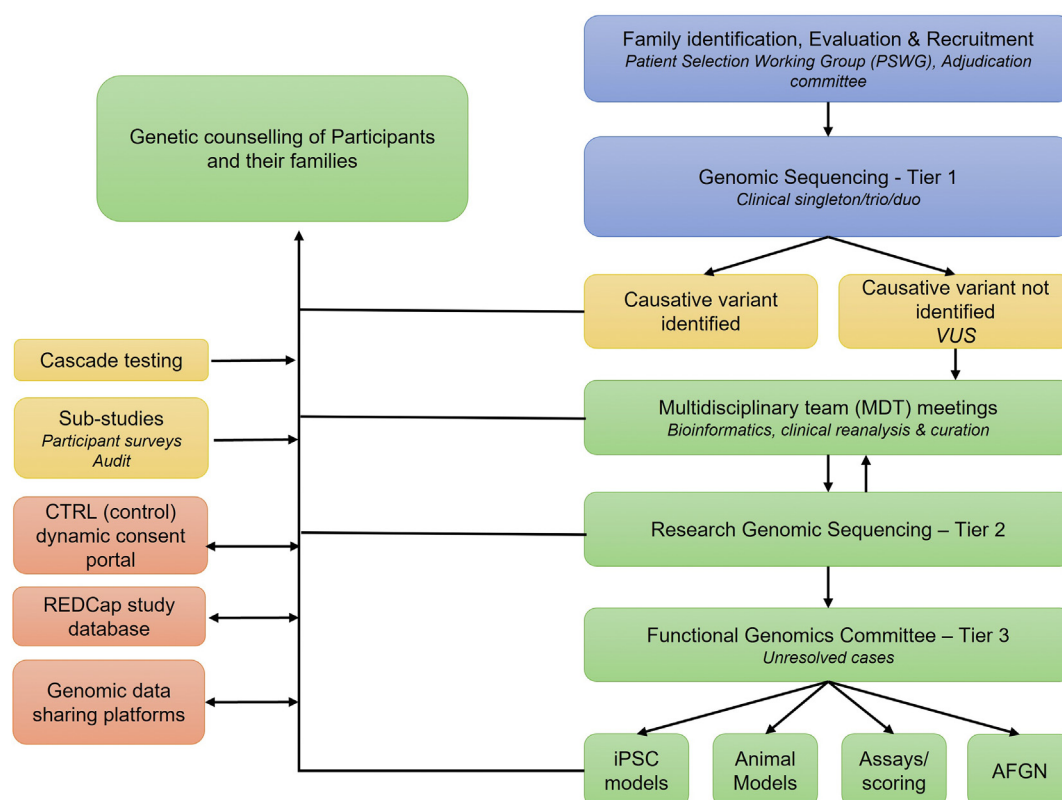 Family identification, Evaluation & Recruitment
Patient Selection Working Group (PSWG), Adjudication
committee
Genetic counselling of Participants
and their families
Genomic Sequencing - Tier 1
Clinical singleton/trio/duo
Causative variant
identified
Causative variant not
identified
VUS
Cascade testing
Sub-studies
Participant surveys
Audit
Multidisciplinary team (MDT) meetings
Bioinformatics, clinical reanalysis & curation
CTRL (control)
dynamic consent
portal
Research Genomic Sequencing – Tier 2
REDCap study
database
Functional Genomics Committee – Tier 3
Unresolved cases
Genomic data
sharing platforms
iPSC
models
Animal
Models
Assays/
scoring
AFGN